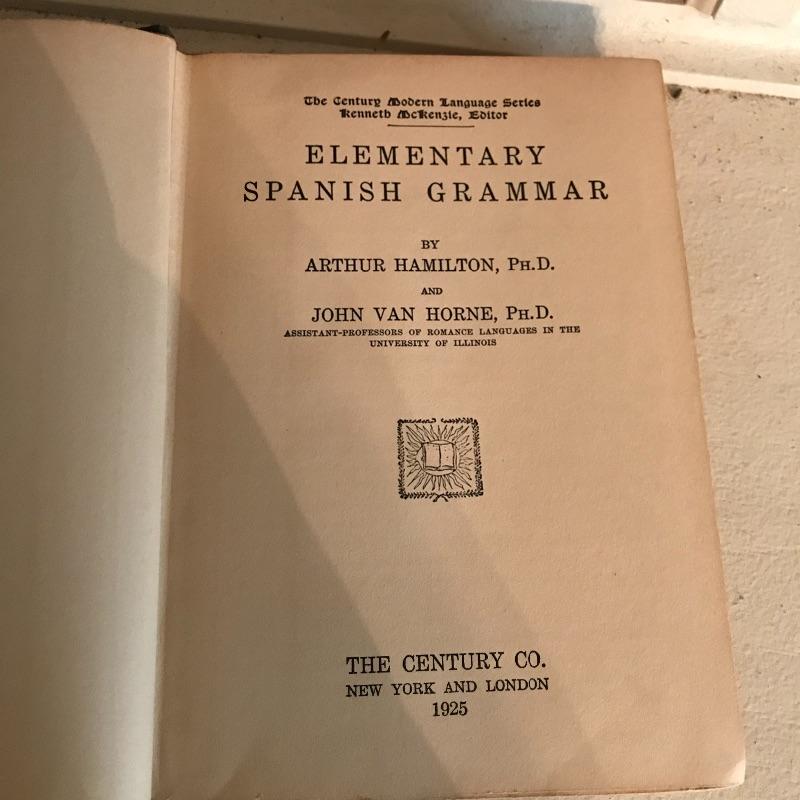 The Century Modern Language Series
Kenneth McKenzie, Editor
ELEMENTARY
SPANISH GRAMMAR
BY
ARTHUR HAMILTON, PH.D.
AND
JOHN VAN HORNE, PH.D.
ASSISTANT-PROFESSORS OF ROMANCE LANGUAGES IN THE
UNIVERSITY OF ILLINOIS
THE CENTURY CO.
NEW YORK AND LONDON
1925